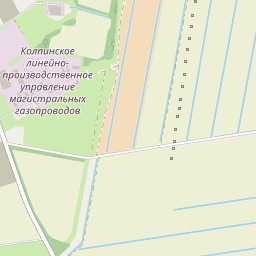 Колпинское
линейно-
производственное
управление
магистральных
газопроводов